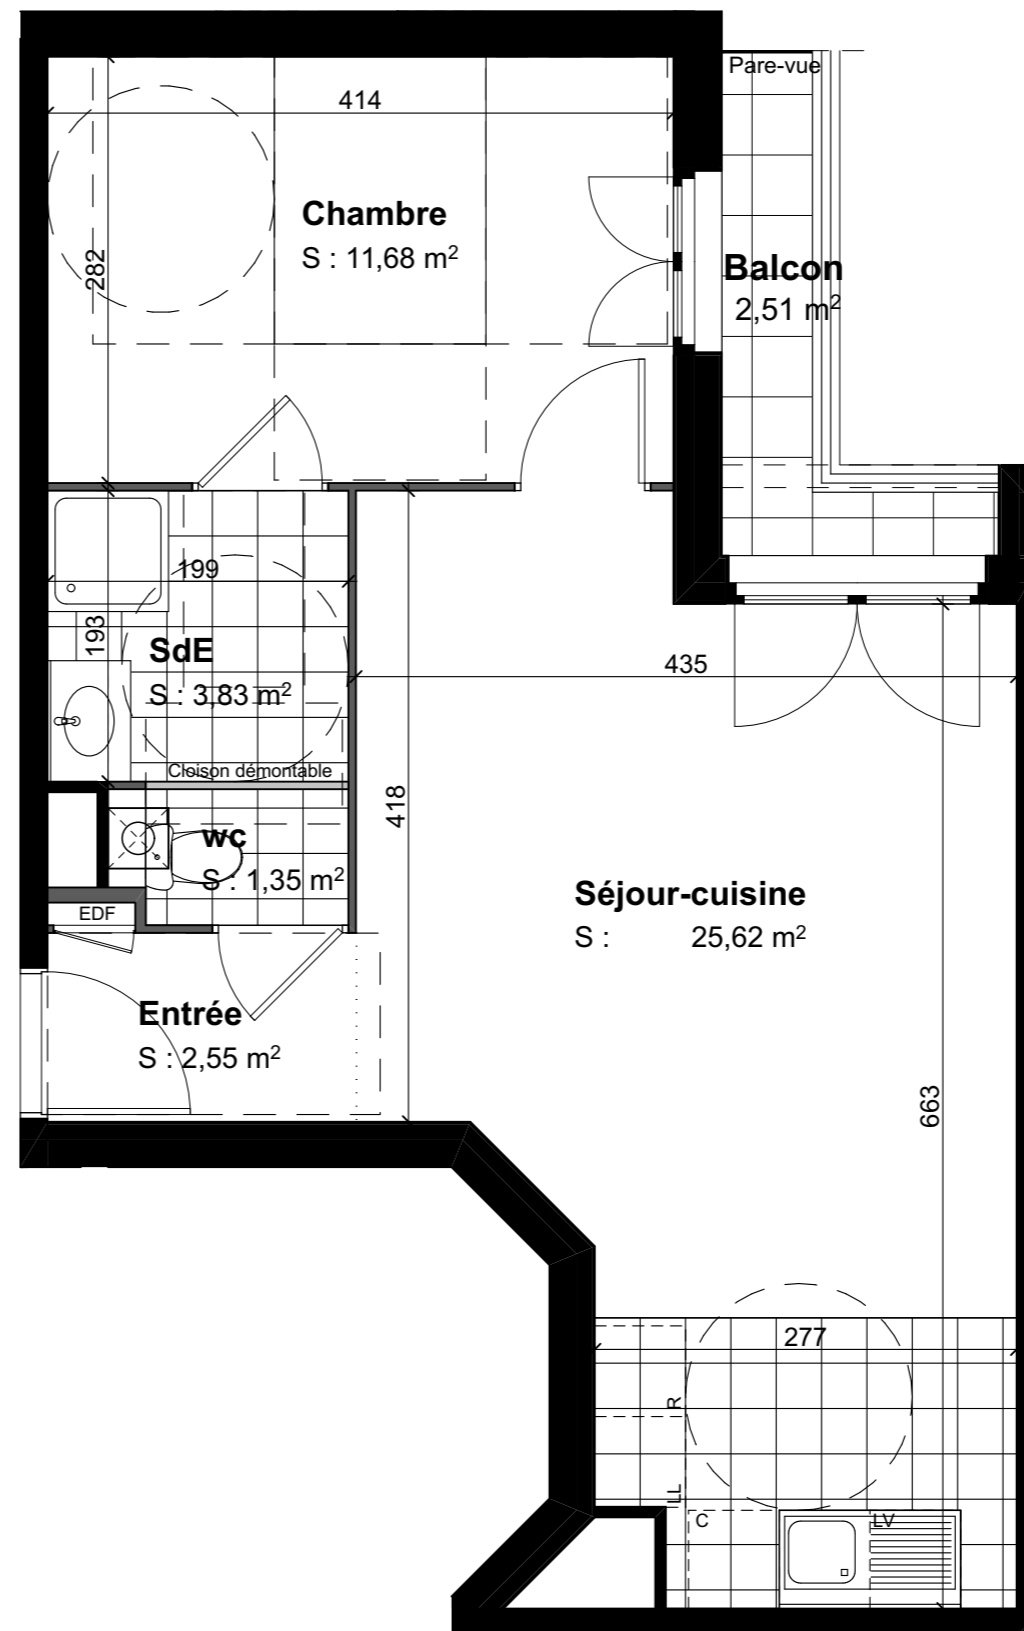 Pare-vue
414
Chambre
S : 11,68 m²
282
Balcon
2,51 m²
199
193
SdE
S : 3,83 m²
435
Cloison démontable
418
wc
S : 1,35 m²
EDF
Séjour-cuisine
S : 25,62 m²
Entrée
S : 2,55 m²
663
277
R
LL
C
LV